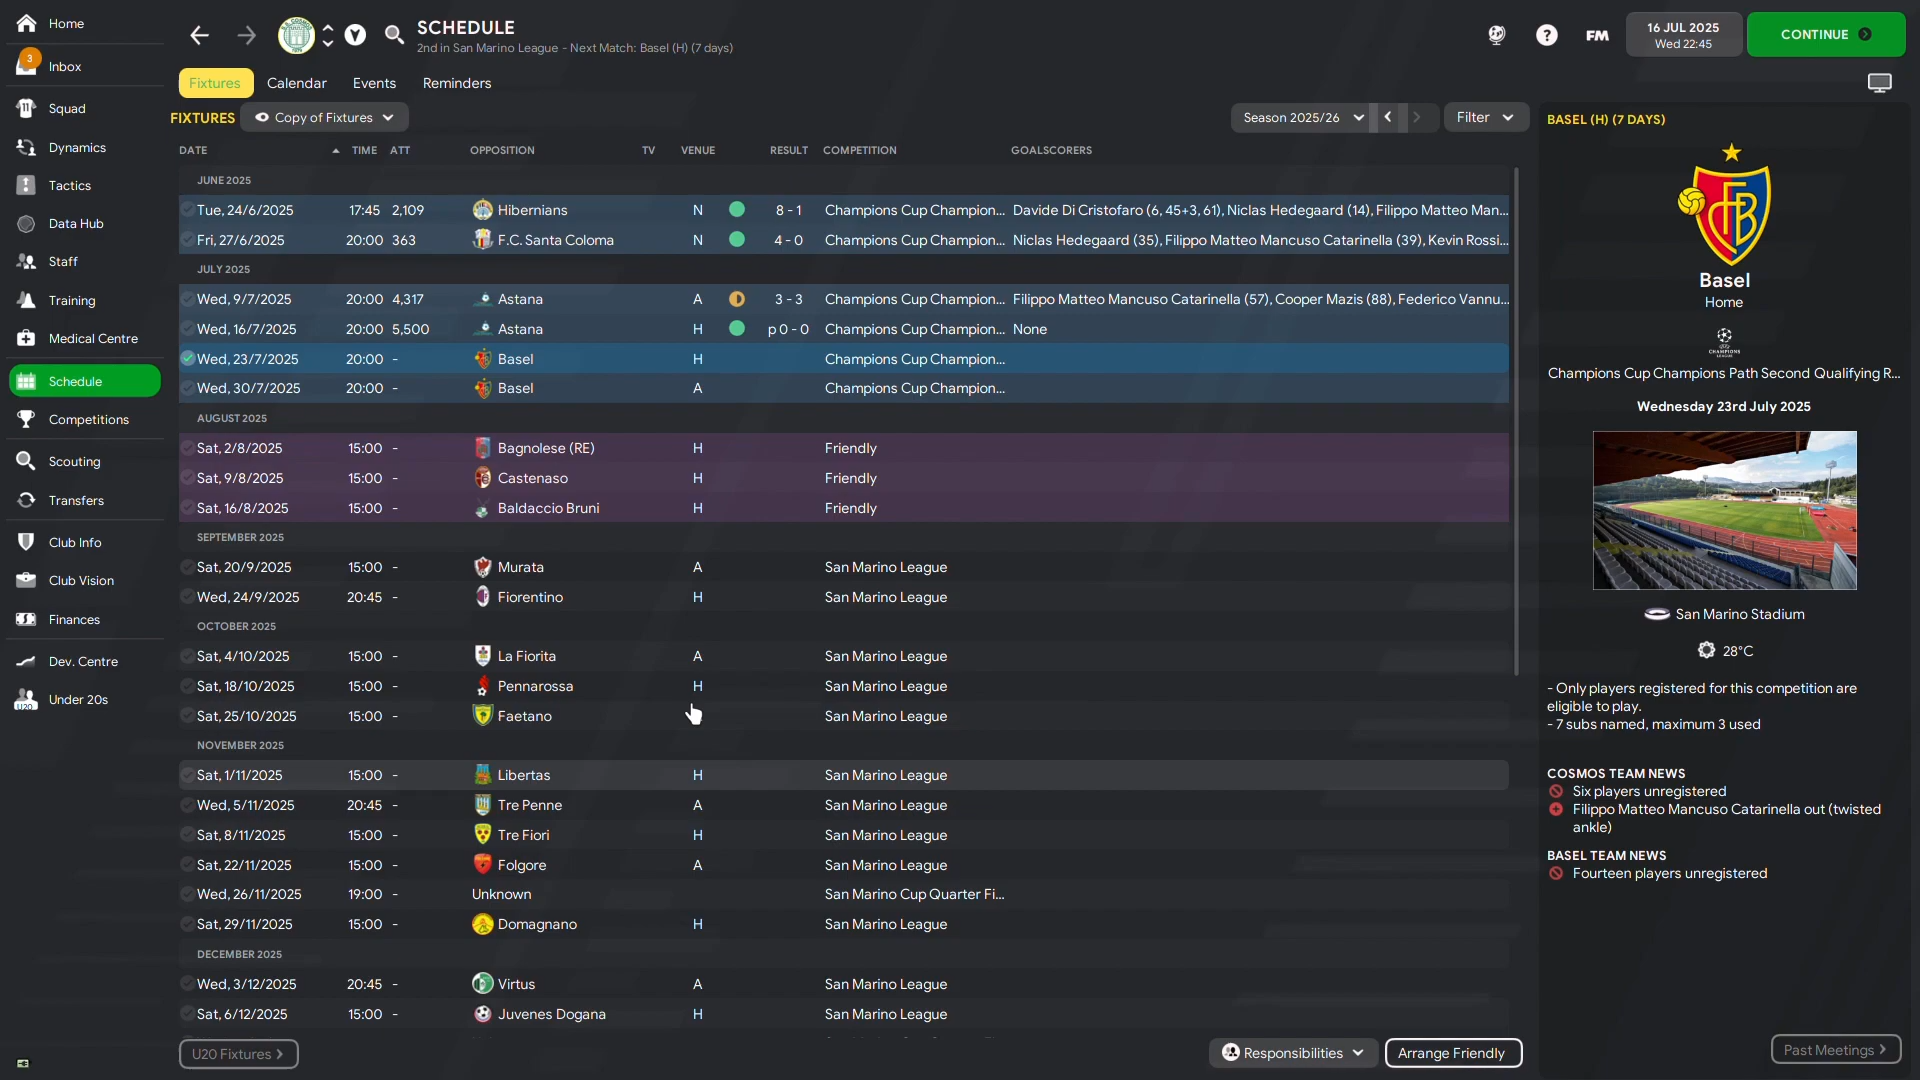 Home
3
Inbox
Squad
Dynamics
Tactics
Data Hub
Staff
Training
Medical Centre
Schedule
Competitions
Scouting
Transfers
Club Info
Club Vision
Finances
Dev. Centre
U20 Under 20s
SCHEDULE
2nd in San Marino League - Next Match: Basel (H) (7 days)
?
FM
16 JUL 2025
Wed 22:45
CONTINUE
Fixtures Calendar Events Reminders
FIXTURES Copy of Fixtures
Season 2025/26 Filter
DATE TIME ATT OPPOSITION TV VENUE RESULT COMPETITION GOALSCORERS
JUNE 2025
Tue, 24/6/2025 17:45 2,109 Hibernians N 8 - 1 Champions Cup Champion... Davide Di Cristofaro (6, 45+3, 61), Niclas Hedegaard (14), Filippo Matteo Man...
Fri, 27/6/2025 20:00 363 F.C. Santa Coloma N 4 - 0 Champions Cup Champion... Niclas Hedegaard (35), Filippo Matteo Mancuso Catarinella (39), Kevin Rossi...
JULY 2025
Wed, 9/7/2025 20:00 4,317 Astana A 3 - 3 Champions Cup Champion... Filippo Matteo Mancuso Catarinella (57), Cooper Mazis (88), Federico Vannu...
Wed, 16/7/2025 20:00 5,500 Astana H p 0 - 0 Champions Cup Champion... None
Wed, 23/7/2025 20:00 - Basel H Champions Cup Champion...
Wed, 30/7/2025 20:00 - Basel A Champions Cup Champion...
AUGUST 2025
Sat, 2/8/2025 15:00 - Bagnolese (RE) H Friendly
Sat, 9/8/2025 15:00 - Castenaso H Friendly
Sat, 16/8/2025 15:00 - Baldaccio Bruni H Friendly
SEPTEMBER 2025
Sat, 20/9/2025 15:00 - Murata A San Marino League
Wed, 24/9/2025 20:45 - Fiorentino H San Marino League
OCTOBER 2025
Sat, 4/10/2025 15:00 - La Fiorita A San Marino League
Sat, 18/10/2025 15:00 - Pennarossa H San Marino League
Sat, 25/10/2025 15:00 - Faetano San Marino League
NOVEMBER 2025
Sat, 1/11/2025 15:00 - Libertas H San Marino League
Wed, 5/11/2025 20:45 - Tre Penne A San Marino League
Sat, 8/11/2025 15:00 - Tre Fiori H San Marino League
Sat, 22/11/2025 15:00 - Folgore A San Marino League
Wed, 26/11/2025 19:00 - Unknown San Marino Cup Quarter Fi...
Sat, 29/11/2025 15:00 - Domagnano H San Marino League
DECEMBER 2025
Wed, 3/12/2025 20:45 - Virtus A San Marino League
Sat, 6/12/2025 15:00 - Juvenes Dogana H San Marino League
U20 Fixtures
Responsibilities
Arrange Friendly
BASEL (H) (7 DAYS)
FCB
Basel
Home
CHAMPIONS
Champions Cup Champions Path Second Qualifying R...
Wednesday 23rd July 2025
San Marino Stadium
28°C
- Only players registered for this competition are
eligible to play.
- 7 subs named, maximum 3 used
COSMOS TEAM NEWS
Six players unregistered
Filippo Matteo Mancuso Catarinella out (twisted
ankle)
BASEL TEAM NEWS
Fourteen players unregistered
Past Meetings